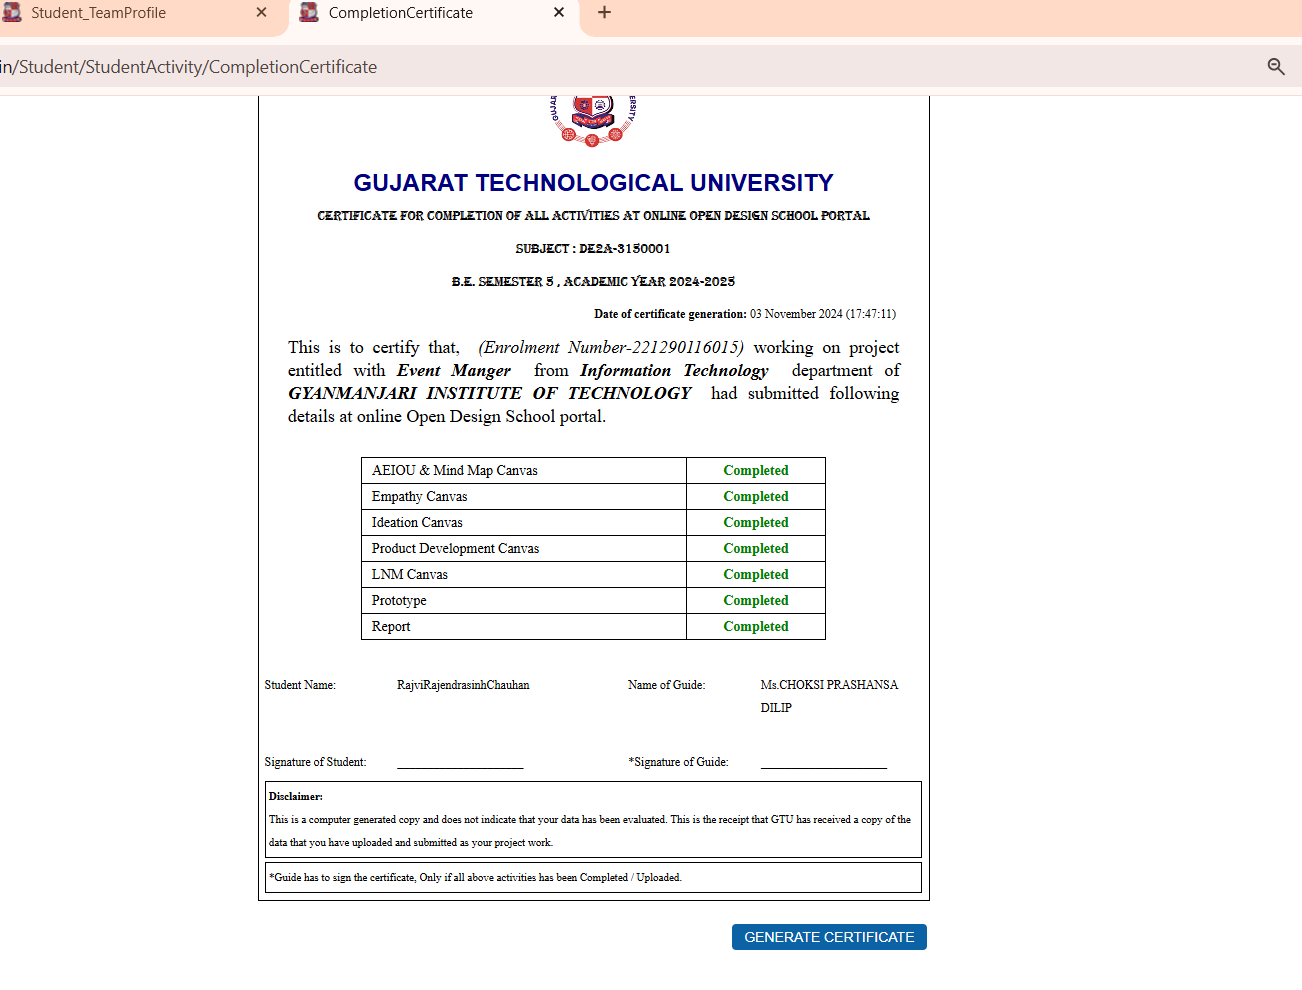 Student_TeamProfile
CompletionCertificate
in/Student/StudentActivity/CompletionCertificate
GUJARAT TECHNOLOGICAL UNIVERSITY
CERTIFICATE FOR COMPLETION OF ALL ACTIVITIES AT ONLINE OPEN DESIGN SCHOOL PORTAL
SUBJECT : DE2A-3150001
B.E. SEMESTER 5 , ACADEMIC YEAR 2024-2025
Date of certificate generation: 03 November 2024 (17:47:11)
This is to certify that, (Enrolment Number-221290116015) working on project
entitled with Event Manger from Information Technology department of
GYANMANJARI INSTITUTE OF TECHNOLOGY had submitted following
details at online Open Design School portal.
AEIOU & Mind Map Canvas Completed
Empathy Canvas Completed
Ideation Canvas Completed
Product Development Canvas Completed
LNM Canvas Completed
Prototype Completed
Report Completed
Student Name: RajviRajendrasinhChauhan Name of Guide: Ms.CHOKSI PRASHANSA
DILIP
Signature of Student: *Signature of Guide:
Disclaimer:
This is a computer generated copy and does not indicate that your data has been evaluated. This is the receipt that GTU has received a copy of the
data that you have uploaded and submitted as your project work.
*Guide has to sign the certificate, Only if all above activities has been Completed / Uploaded.
GENERATE CERTIFICATE